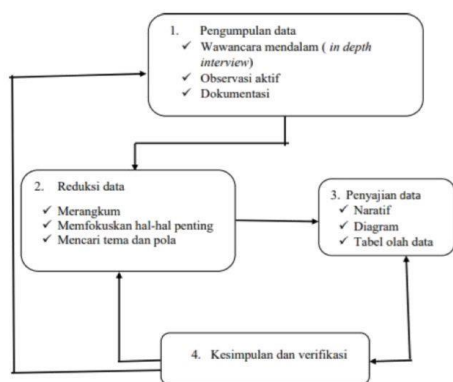 1. Pengumpulan data
✓ Wawancara mendalam ( in depth
interview)
✓ Observasi aktif
✓ Dokumentasi
2. Reduksi data
✓ Merangkum
✓ Memfokuskan hal-hal penting
✓ Mencari tema dan pola
3. Penyajian data
✓ Naratif
✓ Diagram
✓ Tabel olah data
4. Kesimpulan dan verifikasi